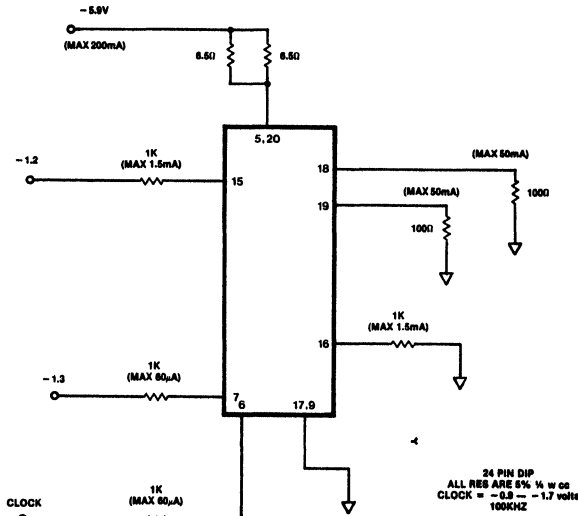 − 5.9V
(MAX 200mA)
6.5Ω
6.5Ω
5,20
− 1.2
1K
(MAX 1.5mA)
15
18
(MAX 50mA)
100Ω
19
(MAX 50mA)
100Ω
16
1K
(MAX 1.5mA)
− 1.3
1K
(MAX 60μA)
7
6
17,9
24 PIN DIP
ALL RES ARE 5% ¼ w cc
CLOCK = −0.9 — −1.7 volts
100KHZ
CLOCK
1K
(MAX 60μA)